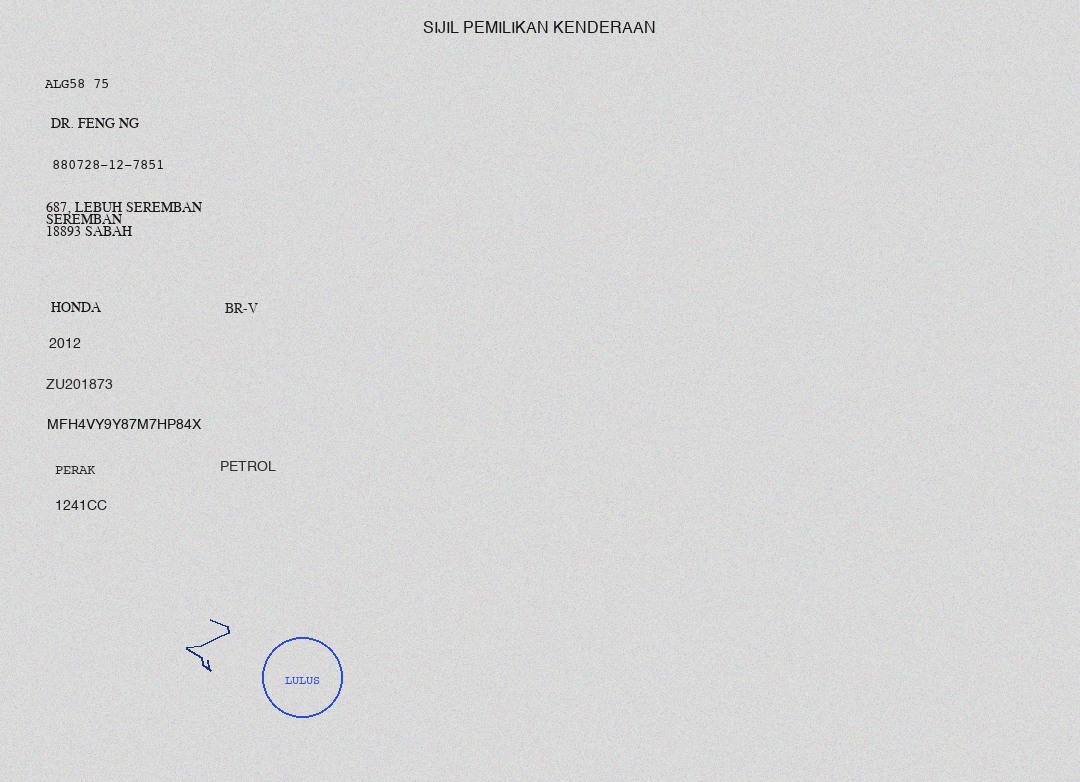 SIJIL PEMILIKAN KENDERAAN
ALG58 75
DR. FENG NG
880728-12-7851
687, LEBUH SEREMBAN
SEREMBAN
18893 SABAH
HONDA BR-V
2012
ZU201873
MFH4VY9Y87M7HP84X
PERAK PETROL
1241CC
LULUS